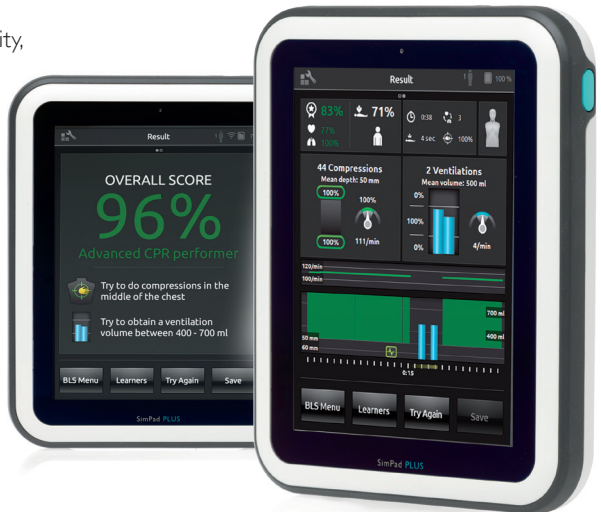 ity,
Result
OVERALL SCORE
96%
Advanced CPR performer
Try to do compressions in the
middle of the chest
Try to obtain a ventilation
volume between 400 - 700 ml
BLS Menu Learners Try Again Save
SimPad PLUS
Result 1 100 %
83% 71% 0:38 3
77%
100% 4 sec 100%
44 Compressions
Mean depth: 50 mm
100% 100%
100% 111/min
2 Ventilations
Mean volume: 500 ml
0%
100%
0% 4/min
120/min
100/min
700 ml
400 ml
50 mm
60 mm
0:15
BLS Menu Learners Try Again Save
SimPad PLUS